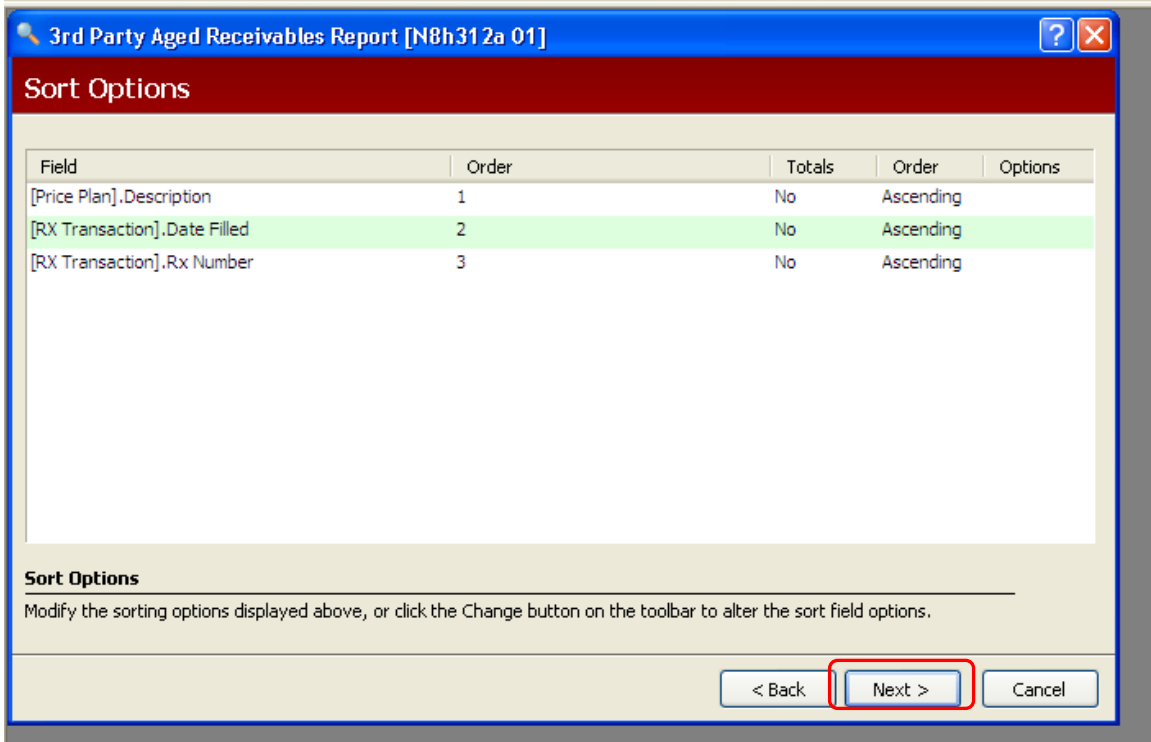 3rd Party Aged Receivables Report [N8h312a 01]
?
Sort Options
Field Order Totals Order Options
[Price Plan].Description 1 No Ascending
[RX Transaction].Date Filled 2 No Ascending
[RX Transaction].Rx Number 3 No Ascending
Sort Options
Modify the sorting options displayed above, or click the Change button on the toolbar to alter the sort field options.
< Back Next > Cancel